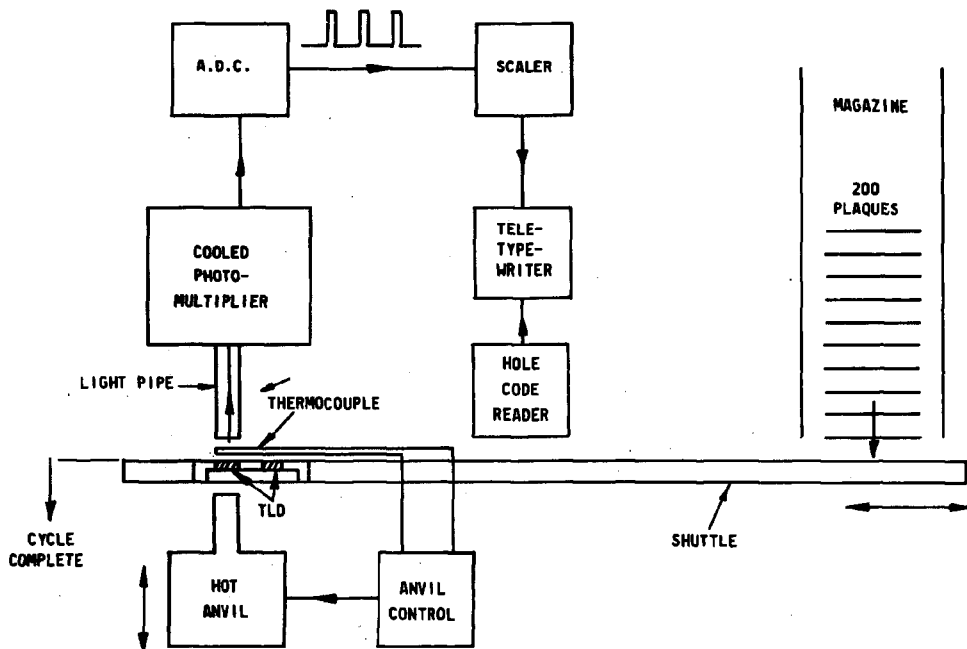 A.D.C.
SCALER
MAGAZINE
200
PLAQUES
COOLED
PHOTO-
MULTIPLIER
TELE-
TYPE-
WRITER
HOLE
CODE
READER
LIGHT PIPE
THERMOCOUPLE
TLD
CYCLE
COMPLETE
SHUTTLE
HOT
ANVIL
ANVIL
CONTROL